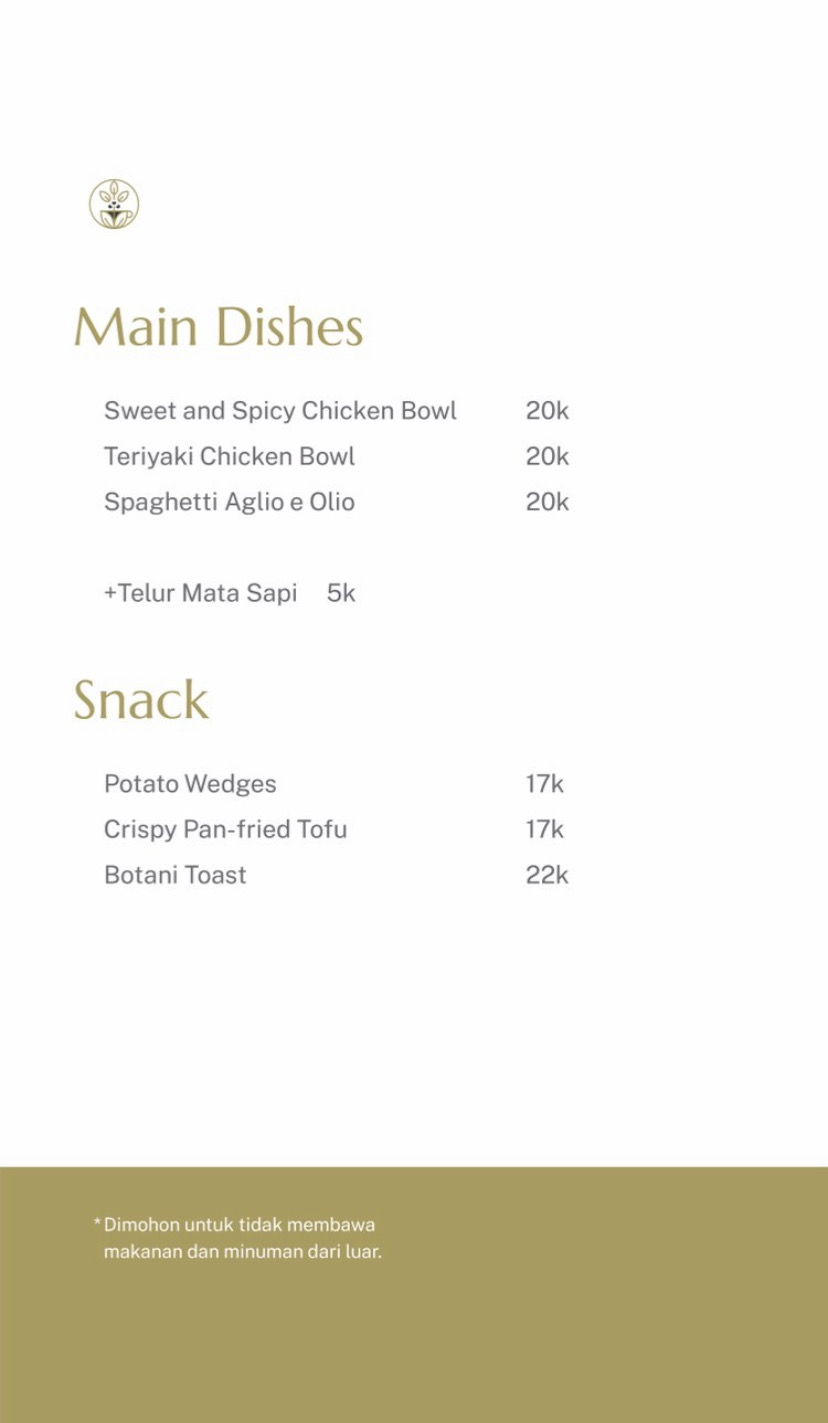 Main Dishes
Sweet and Spicy Chicken Bowl 20k
Teriyaki Chicken Bowl 20k
Spaghetti Aglio e Olio 20k
+Telur Mata Sapi 5k
Snack
Potato Wedges 17k
Crispy Pan-fried Tofu 17k
Botani Toast 22k
*Dimohon untuk tidak membawa
makanan dan minuman dari luar.